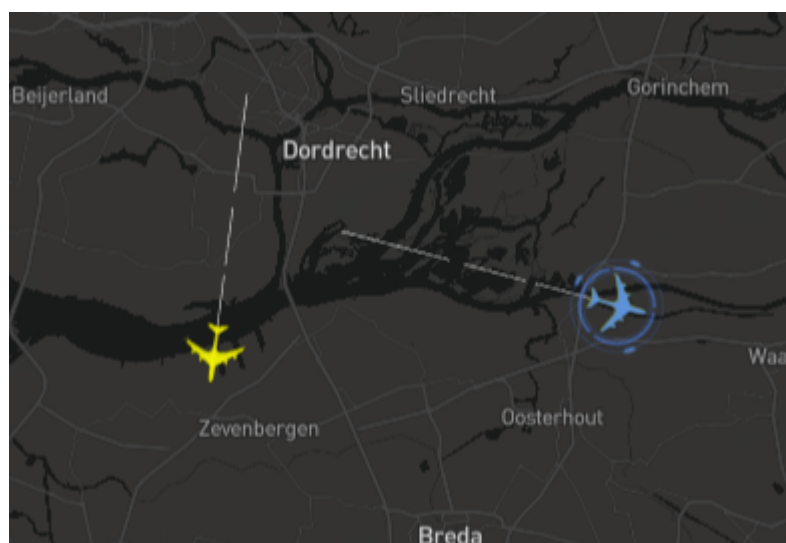 Beijerland
Sliedrecht
Gorinchem
Dordrecht
Waa
Zevenbergen
Oosterhout
Breda